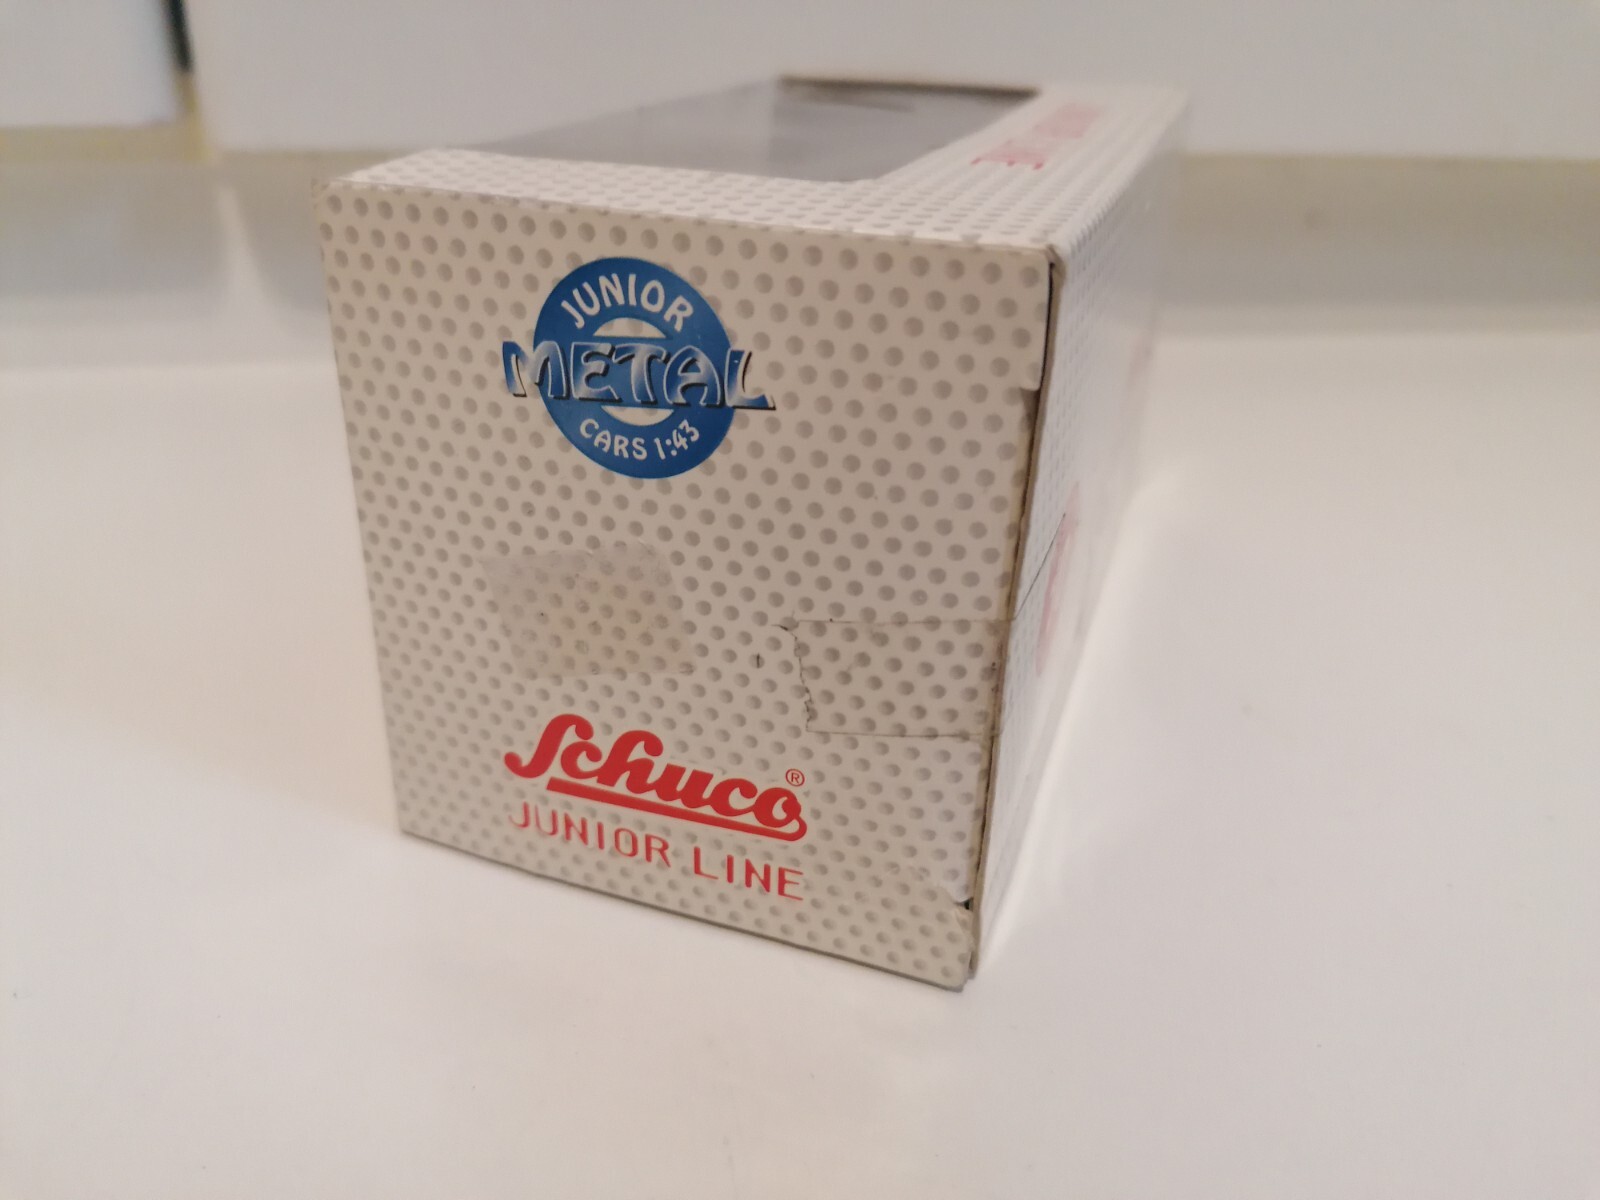 JUNIOR
METAL
CARS 1:43
Schuco®
JUNIOR LINE